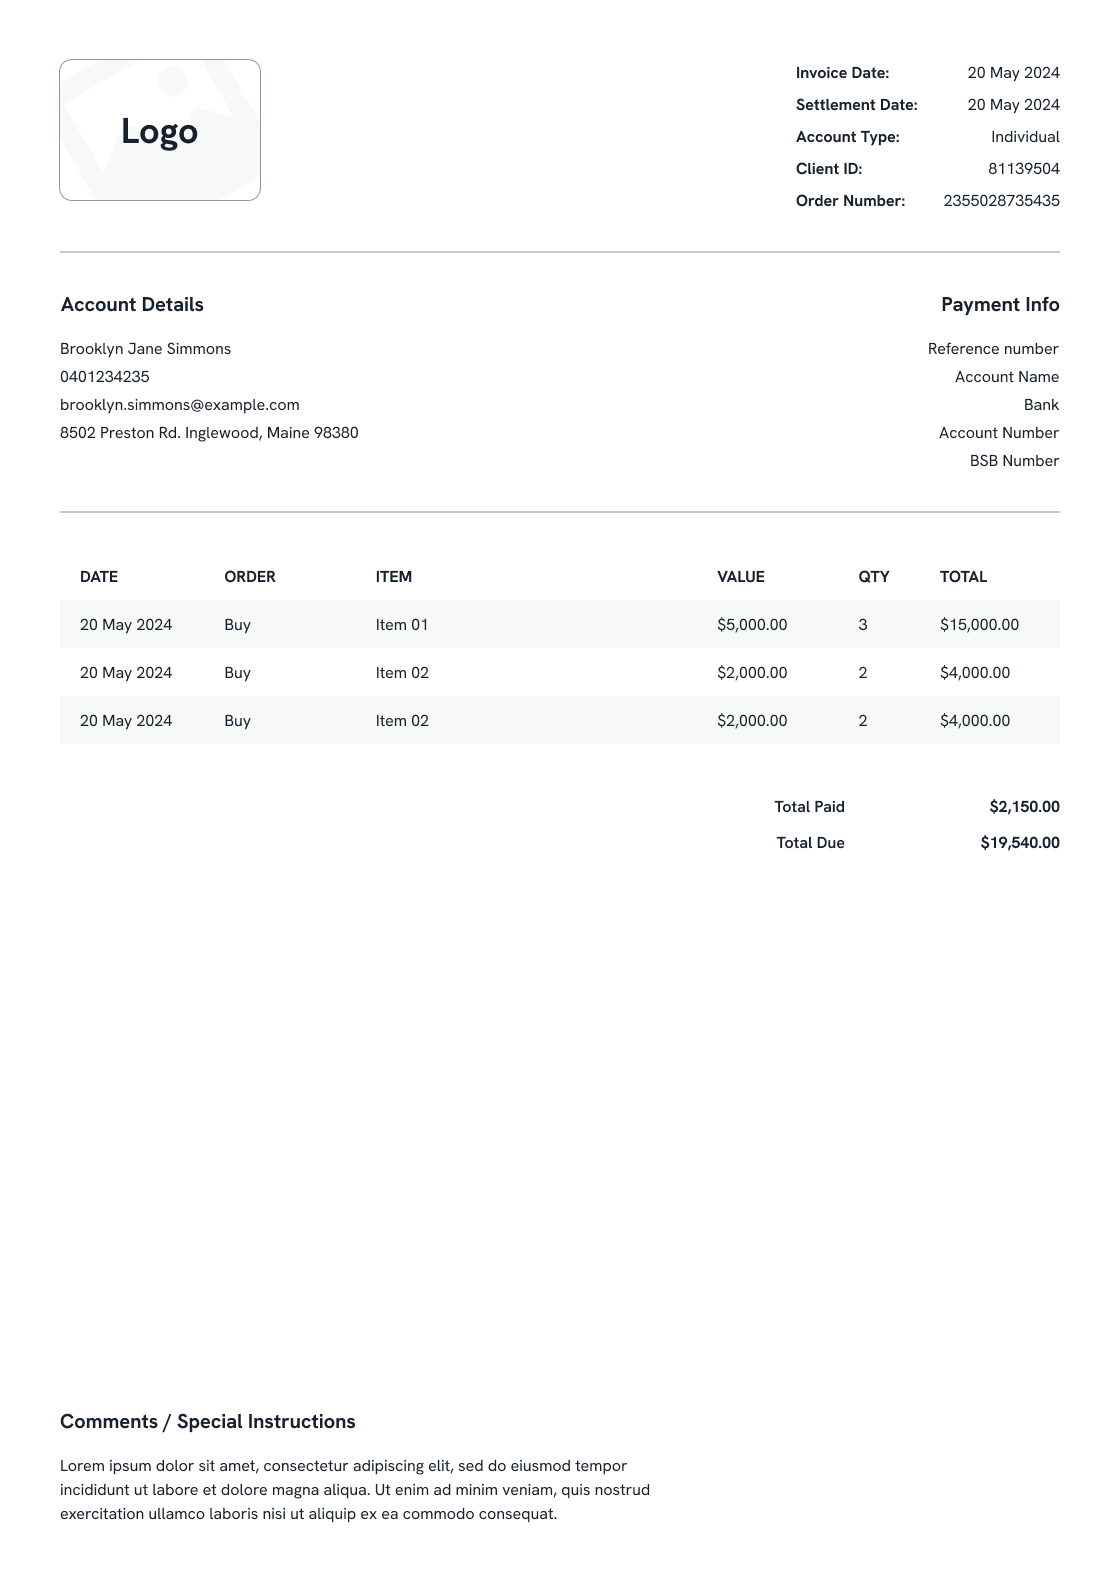 Logo
Invoice Date: 20 May 2024
Settlement Date: 20 May 2024
Account Type: Individual
Client ID: 81139504
Order Number: 2355028735435
Account Details
Brooklyn Jane Simmons
0401234235
brooklyn.simmons@example.com
8502 Preston Rd. Inglewood, Maine 98380
Payment Info
Reference number
Account Name
Bank
Account Number
BSB Number
DATE ORDER ITEM VALUE QTY TOTAL
20 May 2024 Buy Item 01 $5,000.00 3 $15,000.00
20 May 2024 Buy Item 02 $2,000.00 2 $4,000.00
20 May 2024 Buy Item 02 $2,000.00 2 $4,000.00
Total Paid $2,150.00
Total Due $19,540.00
Comments / Special Instructions
Lorem ipsum dolor sit amet, consectetur adipiscing elit, sed do eiusmod tempor
incididunt ut labore et dolore magna aliqua. Ut enim ad minim veniam, quis nostrud
exercitation ullamco laboris nisi ut aliquip ex ea commodo consequat.